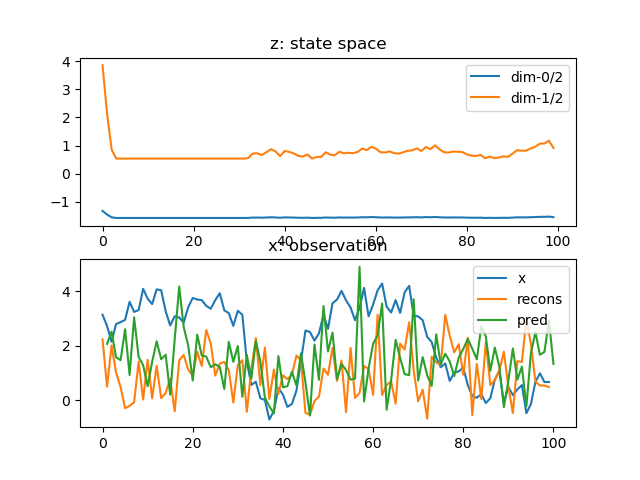 z: state space
4
3
2
1
0
−1
dim-0/2
dim-1/2
0 20 40 60 80 100
x: observation
4
2
0
x
recons
pred
0 20 40 60 80 100